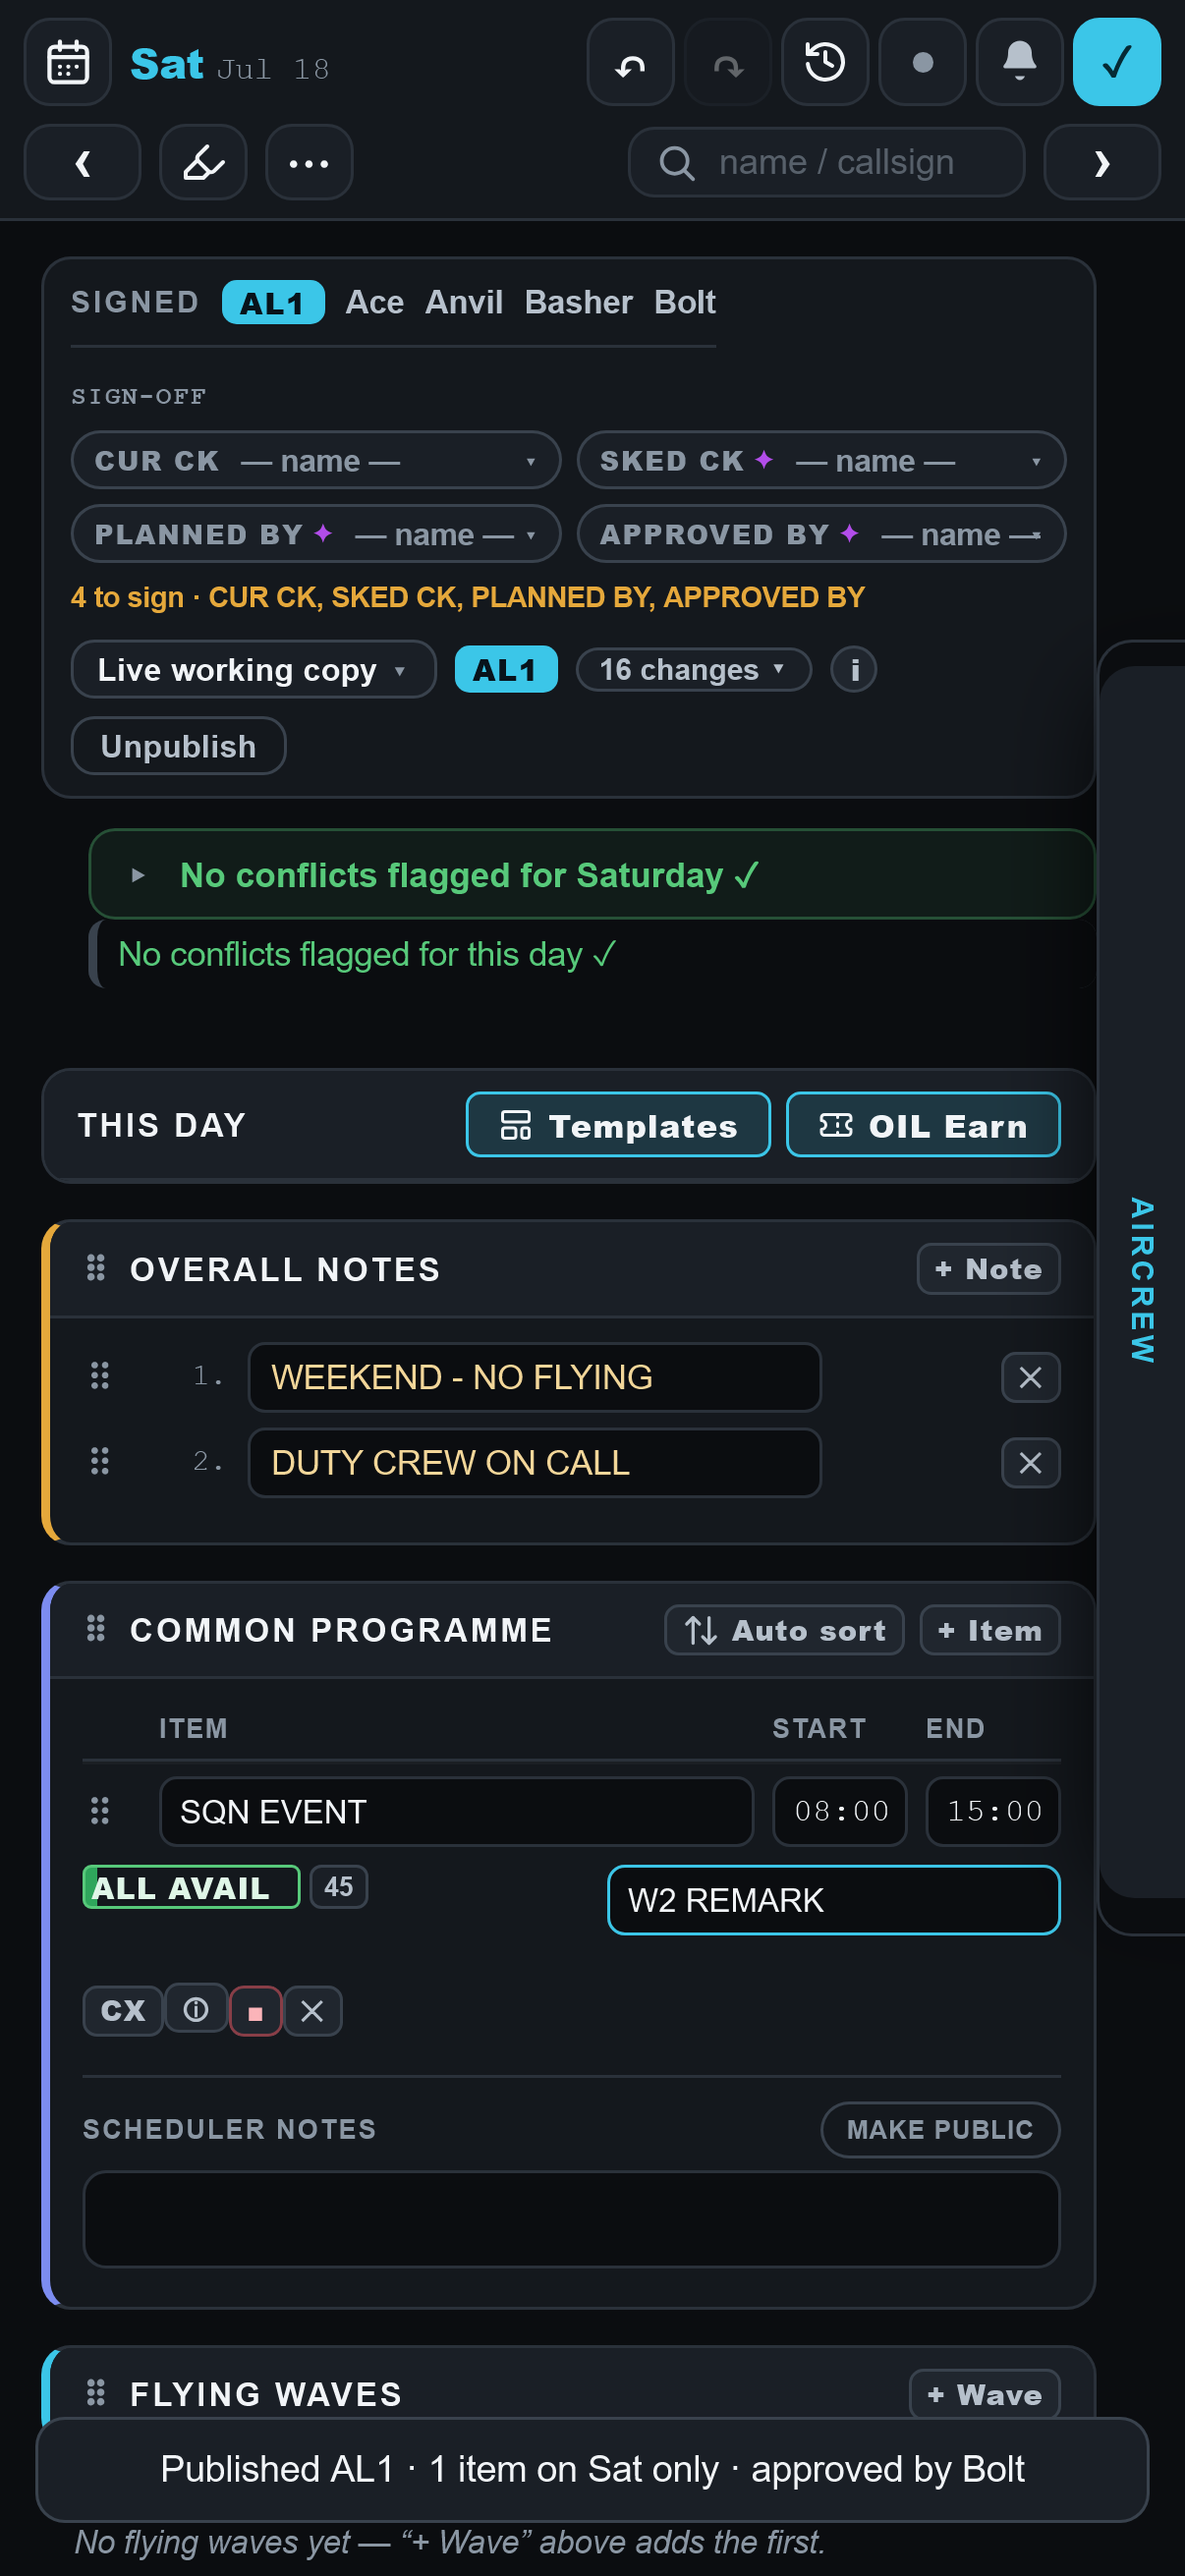 Sat Jul 18
name / callsign
SIGNED AL1 Ace Anvil Basher Bolt
SIGN-OFF
CUR CK — name —
SKED CK ✦ — name —
PLANNED BY ✦ — name —
APPROVED BY ✦ — name —
4 to sign · CUR CK, SKED CK, PLANNED BY, APPROVED BY
Live working copy AL1 16 changes i
Unpublish
No conflicts flagged for Saturday ✓
No conflicts flagged for this day ✓
THIS DAY Templates OIL Earn
AIRCREW
OVERALL NOTES + Note
1. WEEKEND - NO FLYING
2. DUTY CREW ON CALL
COMMON PROGRAMME Auto sort + Item
ITEM START END
SQN EVENT 08:00 15:00
ALL AVAIL 45 W2 REMARK
CX
SCHEDULER NOTES MAKE PUBLIC
FLYING WAVES + Wave
Published AL1 · 1 item on Sat only · approved by Bolt
No flying waves yet — “+ Wave” above adds the first.